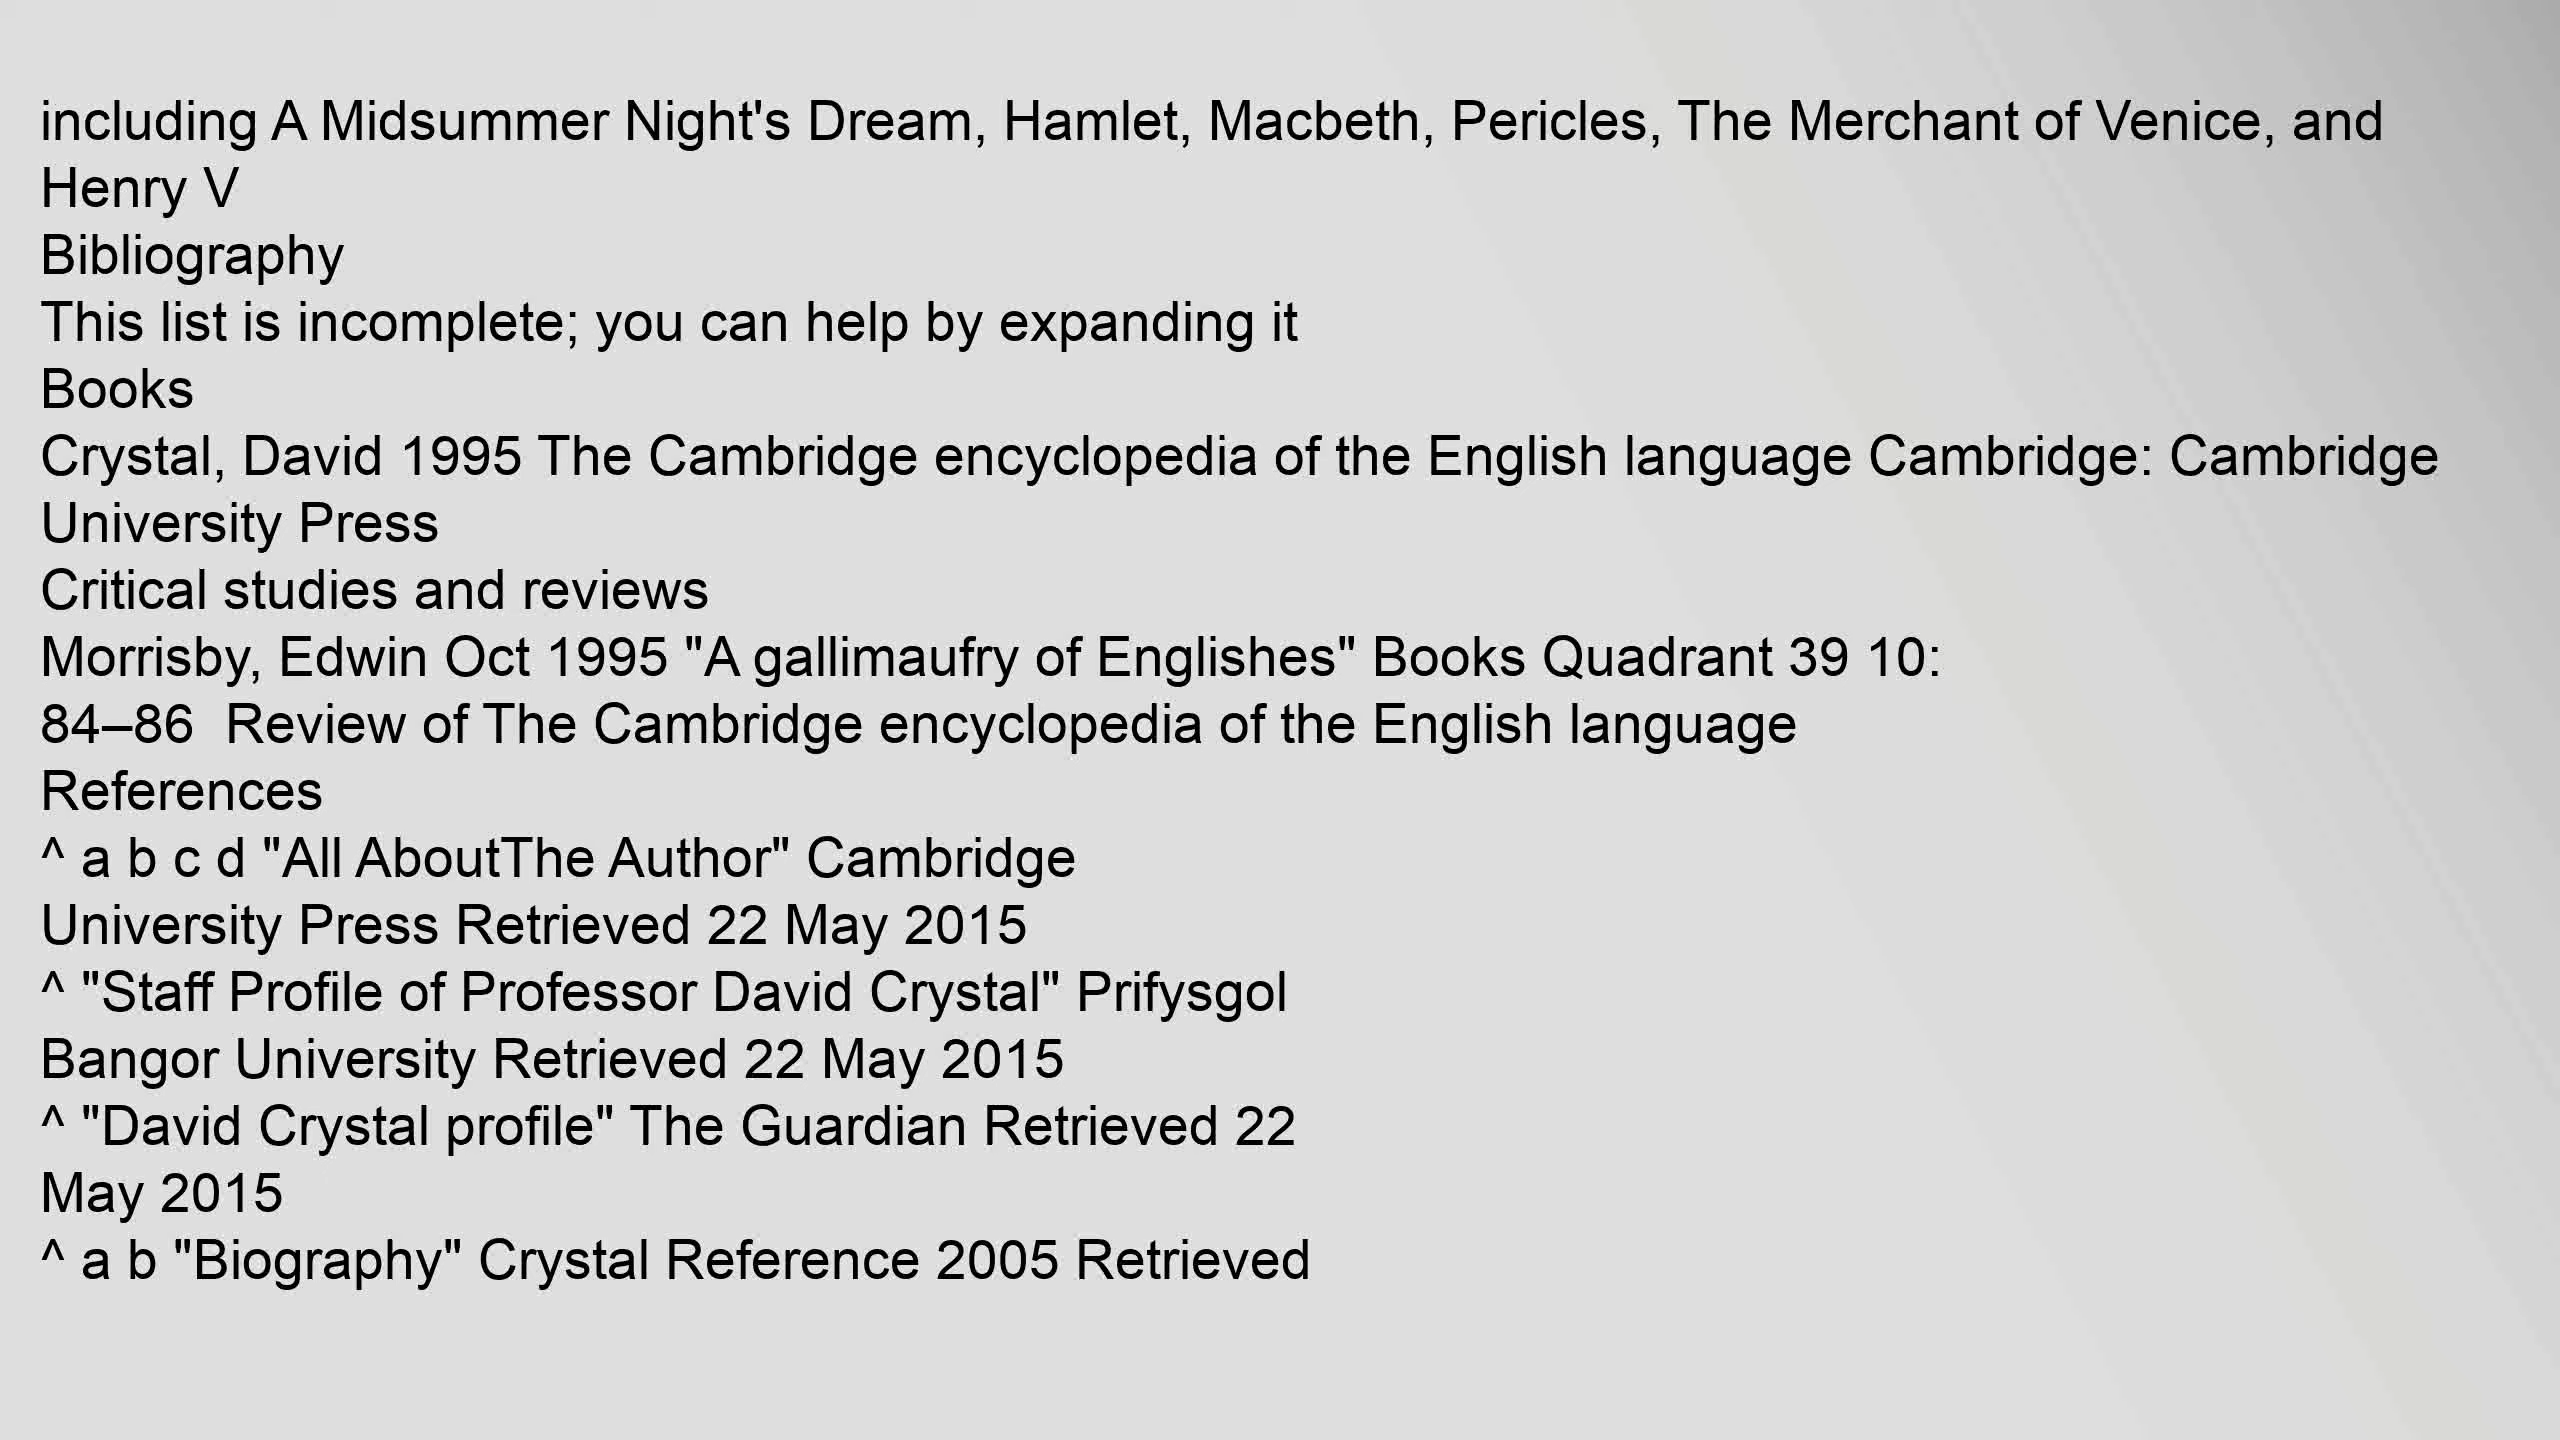 including A Midsummer Night's Dream, Hamlet, Macbeth, Pericles, The Merchant of Venice, and
Henry V
Bibliography
This list is incomplete; you can help by expanding it
Books
Crystal, David 1995 The Cambridge encyclopedia of the English language Cambridge: Cambridge
University Press
Critical studies and reviews
Morrisby, Edwin Oct 1995 "A gallimaufry of Englishes" Books Quadrant 39 10:
84–86  Review of The Cambridge encyclopedia of the English language
References
^ a b c d "All AboutThe Author" Cambridge
University Press Retrieved 22 May 2015
^ "Staff Profile of Professor David Crystal" Prifysgol
Bangor University Retrieved 22 May 2015
^ "David Crystal profile" The Guardian Retrieved 22
May 2015
^ a b "Biography" Crystal Reference 2005 Retrieved